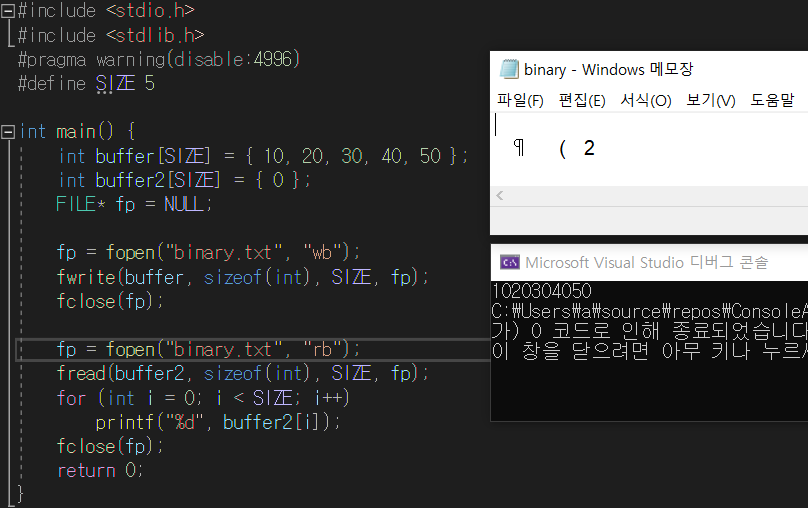 #include <stdio.h>
#include <stdlib.h>
#pragma warning(disable:4996)
#define SIZE 5
int main() {
int buffer[SIZE] = { 10, 20, 30, 40, 50 };
int buffer2[SIZE] = { 0 };
FILE* fp = NULL;
fp = fopen("binary.txt", "wb");
fwrite(buffer, sizeof(int), SIZE, fp);
fclose(fp);
fp = fopen("binary.txt", "rb");
fread(buffer2, sizeof(int), SIZE, fp);
for (int i = 0; i < SIZE; i++)
printf("%d", buffer2[i]);
fclose(fp);
return 0;
}
binary - Windows 메모장
파일(F) 편집(E) 서식(O) 보기(V) 도움말
¶ ( 2
Microsoft Visual Studio 디버그 콘솔
1020304050
C:₩Users₩a₩source₩repos₩ConsoleA
가) 0 코드로 인해 종료되었습니다
이 창을 닫으려면 아무 키나 누르